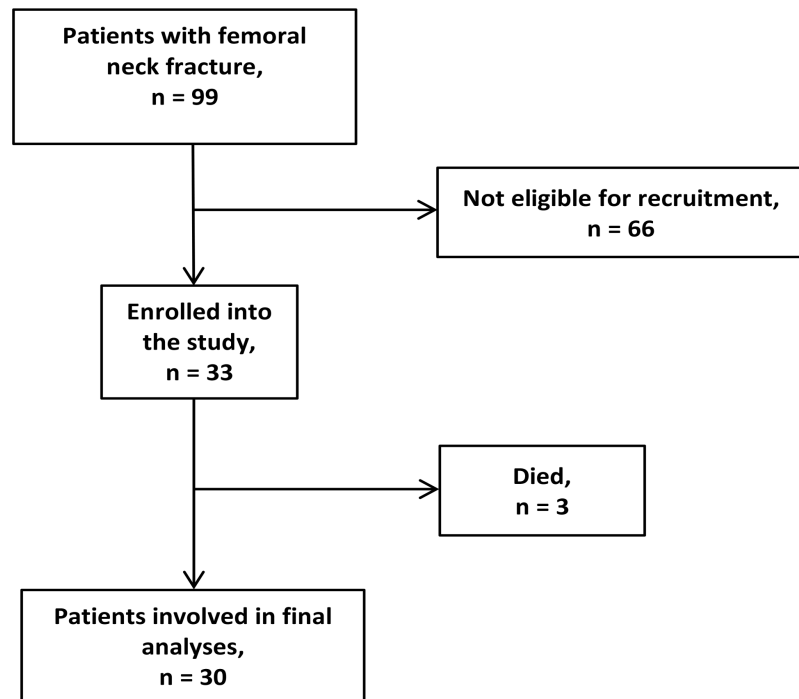 Patients with femoral
neck fracture,
n = 99
Not eligible for recruitment,
n = 66
Enrolled into
the study,
n = 33
Died,
n = 3
Patients involved in final
analyses,
n = 30